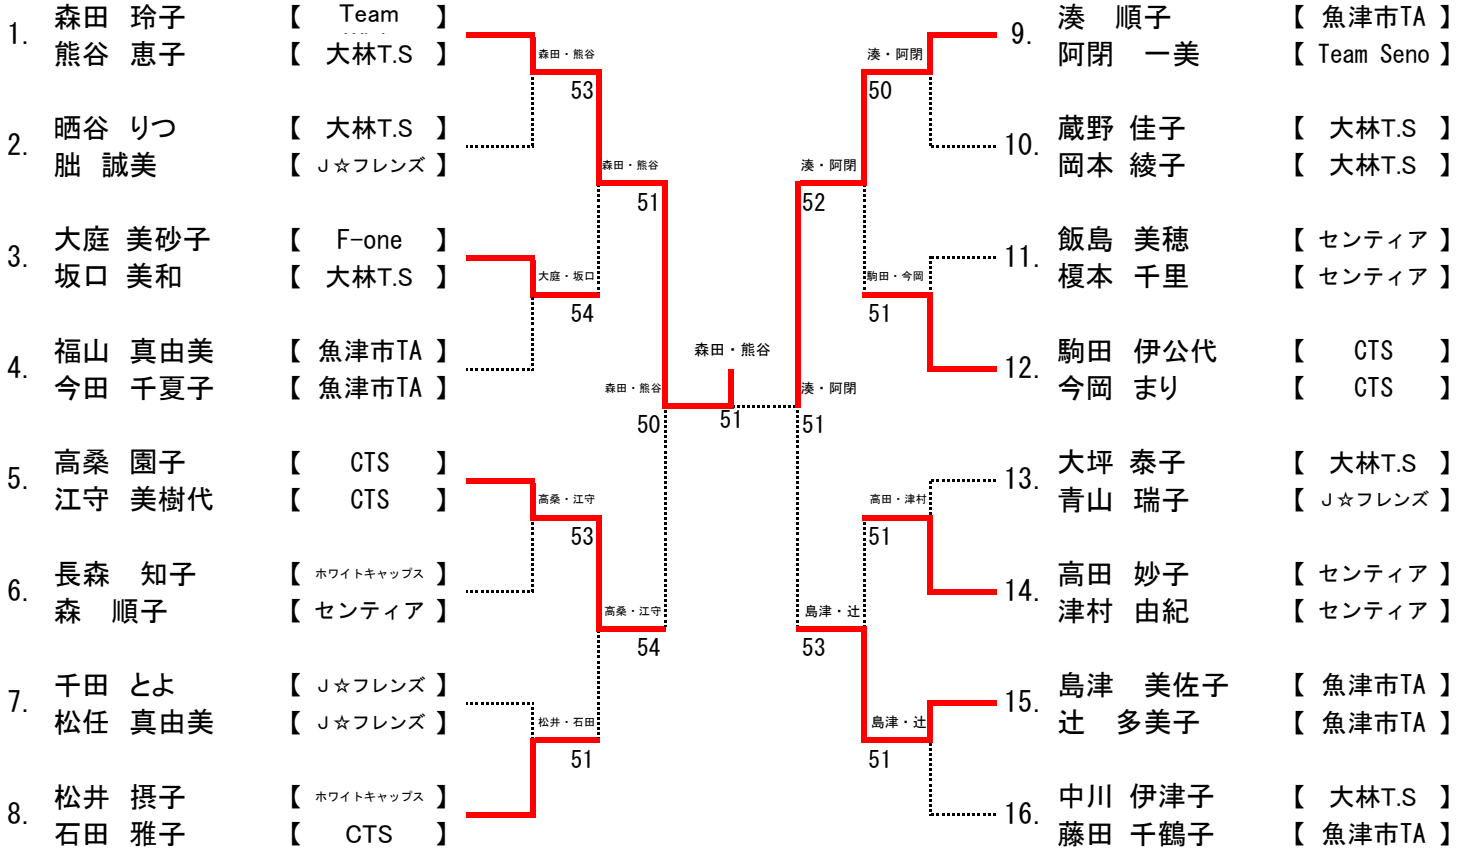 1. 森田 玲子 【 Team 】
熊谷 恵子 【 大林T.S 】
2. 晒谷 りつ 【 大林T.S 】
朏 誠美 【 J☆フレンズ 】
3. 大庭 美砂子 【 F-one 】
坂口 美和 【 大林T.S 】
4. 福山 真由美 【 魚津市TA 】
今田 千夏子 【 魚津市TA 】
5. 高桑 園子 【 CTS 】
江守 美樹代 【 CTS 】
6. 長森 知子 【 ホワイトキャップス 】
森 順子 【 センティア 】
7. 千田 とよ 【 J☆フレンズ 】
松任 真由美 【 J☆フレンズ 】
8. 松井 摂子 【 ホワイトキャップス 】
石田 雅子 【 CTS 】
森田・熊谷
53
大庭・坂口
54
高桑・江守
53
松井・石田
51
森田・熊谷
51
高桑・江守
54
森田・熊谷
50
森田・熊谷
51
湊・阿閉
51
湊・阿閉
52
島津・辻
53
湊・阿閉
50
駒田・今岡
51
高田・津村
51
島津・辻
51
9. 湊 順子 【 魚津市TA 】
阿閉 一美 【 Team Seno 】
10. 蔵野 佳子 【 大林T.S 】
岡本 綾子 【 大林T.S 】
11. 飯島 美穂 【 センティア 】
榎本 千里 【 センティア 】
12. 駒田 伊公代 【 CTS 】
今岡 まり 【 CTS 】
13. 大坪 泰子 【 大林T.S 】
青山 瑞子 【 J☆フレンズ 】
14. 高田 妙子 【 センティア 】
津村 由紀 【 センティア 】
15. 島津 美佐子 【 魚津市TA 】
辻 多美子 【 魚津市TA 】
16. 中川 伊津子 【 大林T.S 】
藤田 千鶴子 【 魚津市TA 】